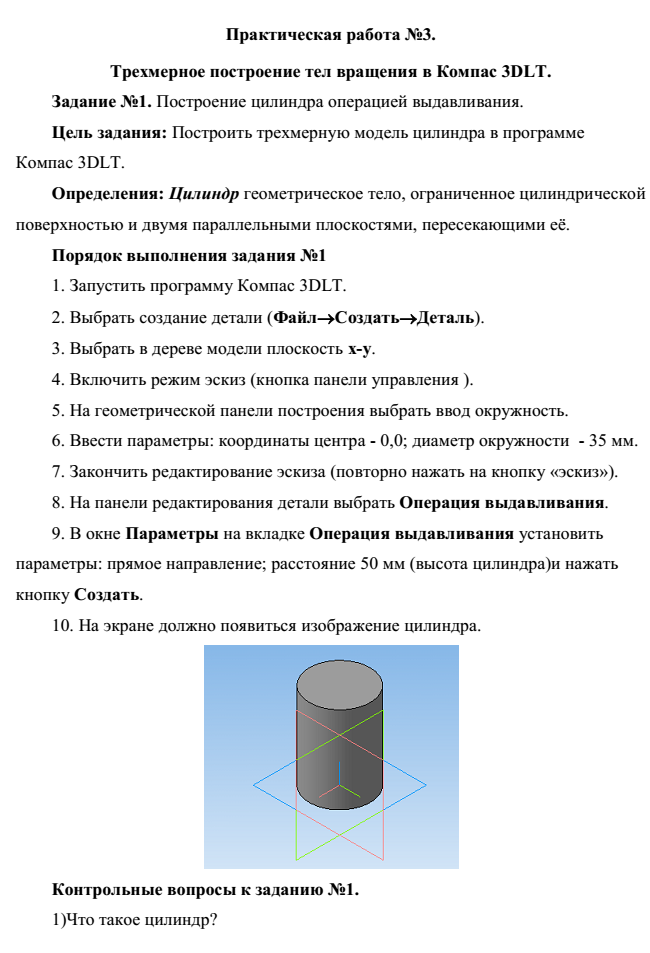 Практическая работа №3.
Трехмерное построение тел вращения в Компас 3DLT.
Задание №1. Построение цилиндра операцией выдавливания.
Цель задания: Построить трехмерную модель цилиндра в программе
Компас 3DLT.
Определения: Цилиндр геометрическое тело, ограниченное цилиндрической
поверхностью и двумя параллельными плоскостями, пересекающими её.
Порядок выполнения задания №1
1. Запустить программу Компас 3DLT.
2. Выбрать создание детали (Файл→Создать→Деталь).
3. Выбрать в дереве модели плоскость x-y.
4. Включить режим эскиз (кнопка панели управления ).
5. На геометрической панели построения выбрать ввод окружность.
6. Ввести параметры: координаты центра - 0,0; диаметр окружности  - 35 мм.
7. Закончить редактирование эскиза (повторно нажать на кнопку «эскиз»).
8. На панели редактирования детали выбрать Операция выдавливания.
9. В окне Параметры на вкладке Операция выдавливания установить
параметры: прямое направление; расстояние 50 мм (высота цилиндра)и нажать
кнопку Создать.
10. На экране должно появиться изображение цилиндра.
Контрольные вопросы к заданию №1.
1)Что такое цилиндр?